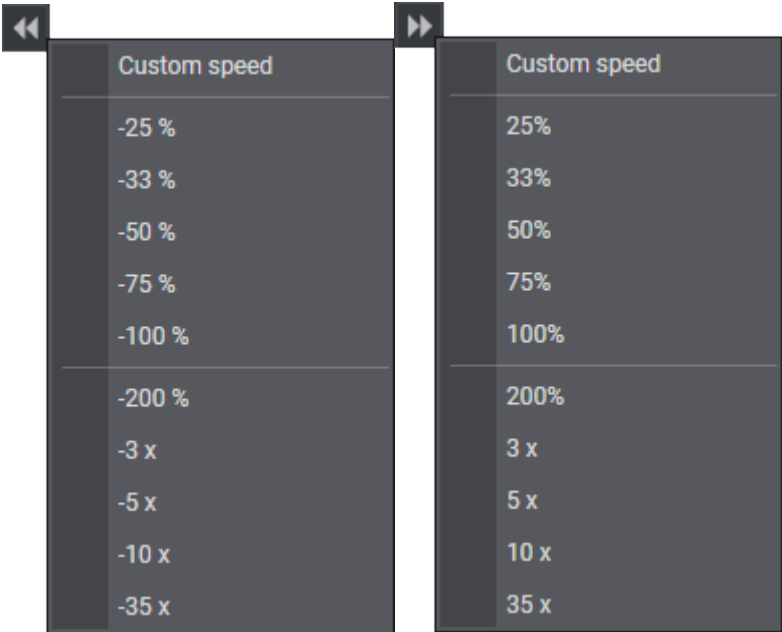 Custom speed
-25 %
-33 %
-50 %
-75 %
-100 %
-200 %
-3 x
-5 x
-10 x
-35 x
Custom speed
25%
33%
50%
75%
100%
200%
3 x
5 x
10 x
35 x